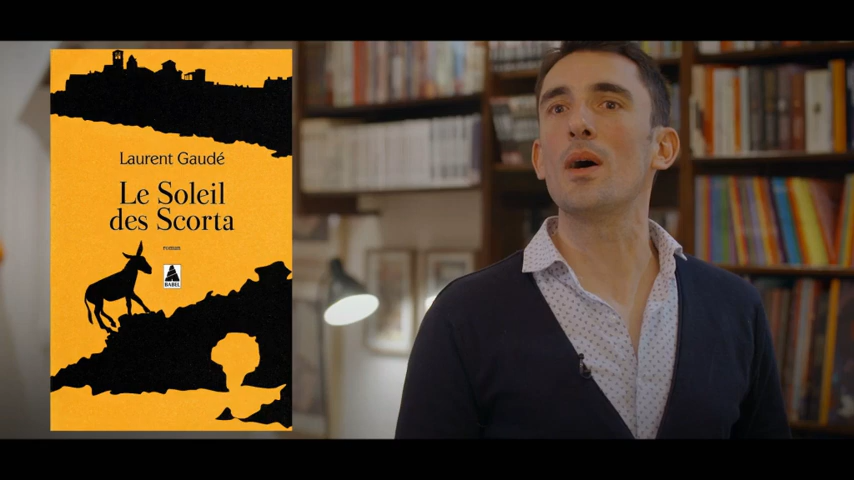 Laurent Gaudé
Le Soleil
des Scorta
roman
BABEL